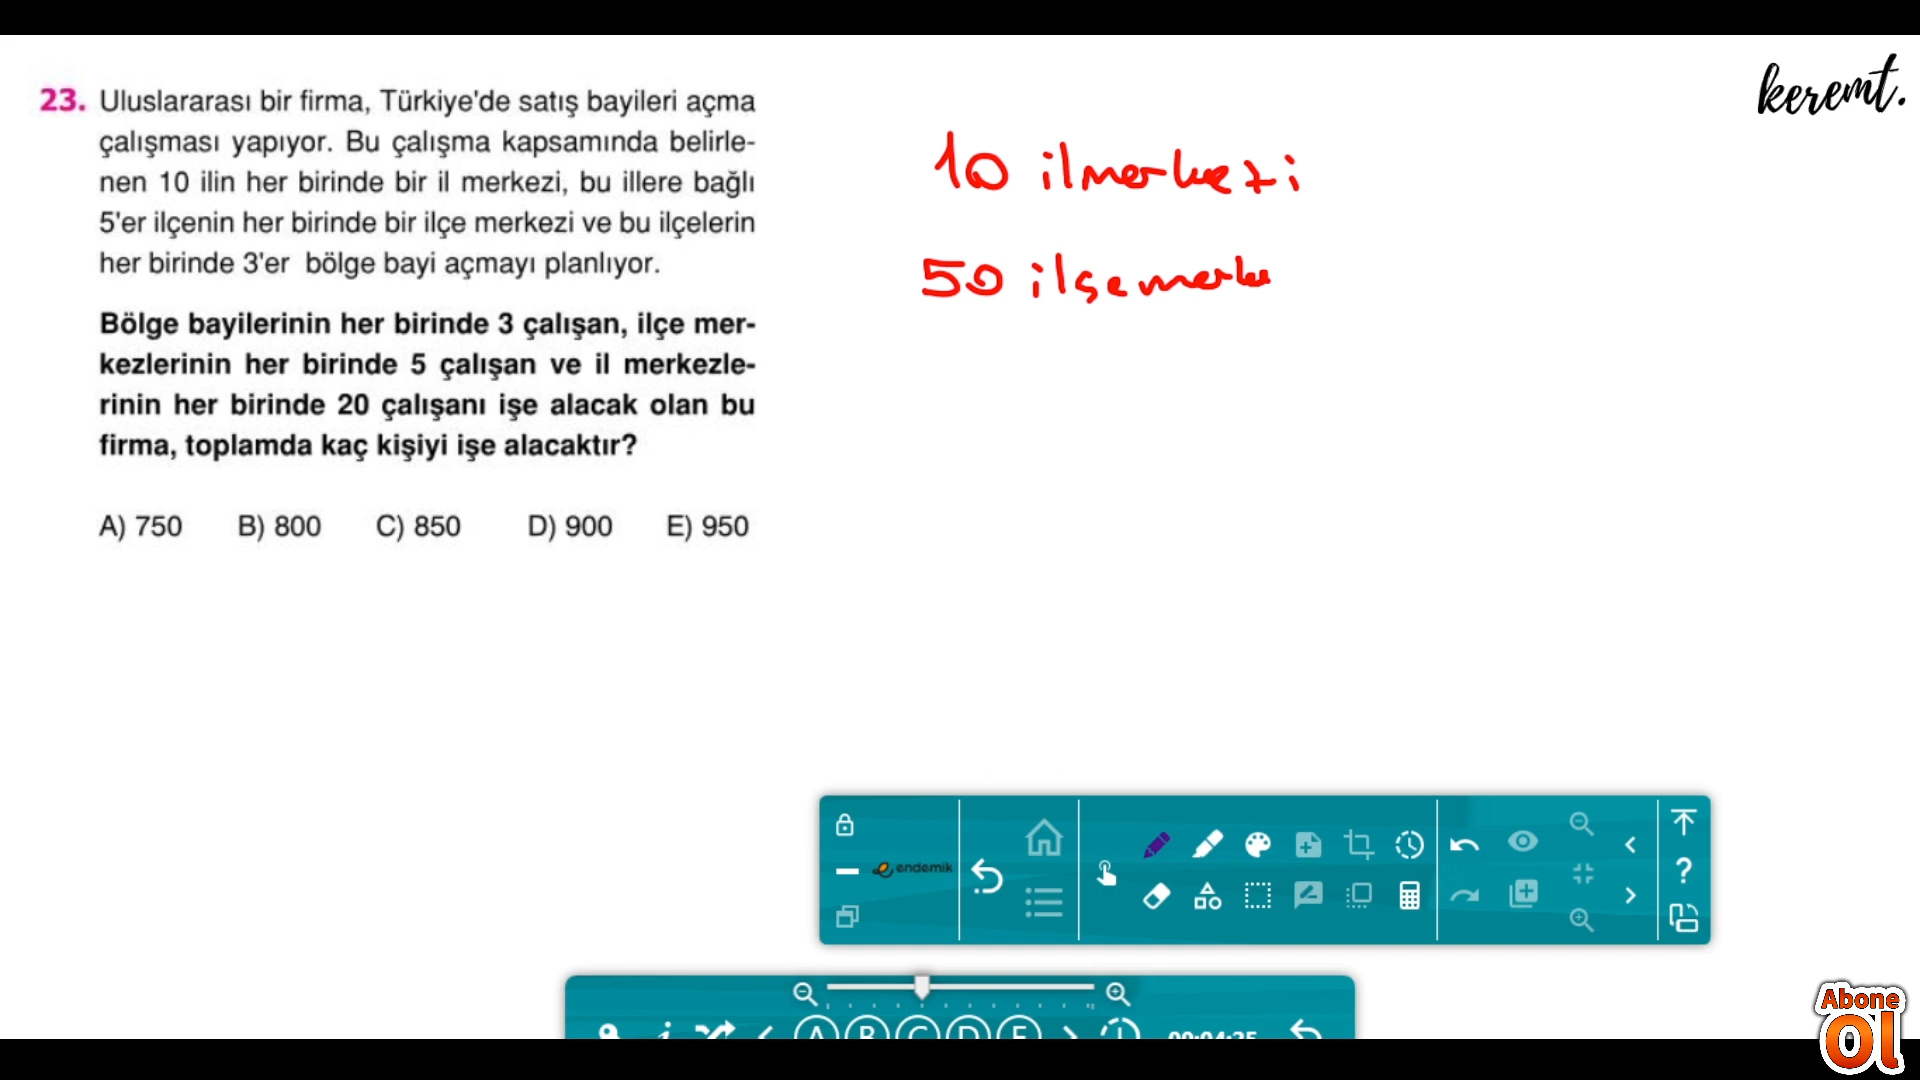 keremt.
23. Uluslararası bir firma, Türkiye'de satış bayileri açma
çalışması yapıyor. Bu çalışma kapsamında belirle-
nen 10 ilin her birinde bir il merkezi, bu illere bağlı
5'er ilçenin her birinde bir ilçe merkezi ve bu ilçelerin
her birinde 3'er bölge bayi açmayı planlıyor.
Bölge bayilerinin her birinde 3 çalışan, ilçe mer-
kezlerinin her birinde 5 çalışan ve il merkezle-
rinin her birinde 20 çalışanı işe alacak olan bu
firma, toplamda kaç kişiyi işe alacaktır?
A) 750 B) 800 C) 850 D) 900 E) 950
10 il merkezi
50 ilçe merke
endemik
?
A B C D E
00:04:25
Abone
Ol